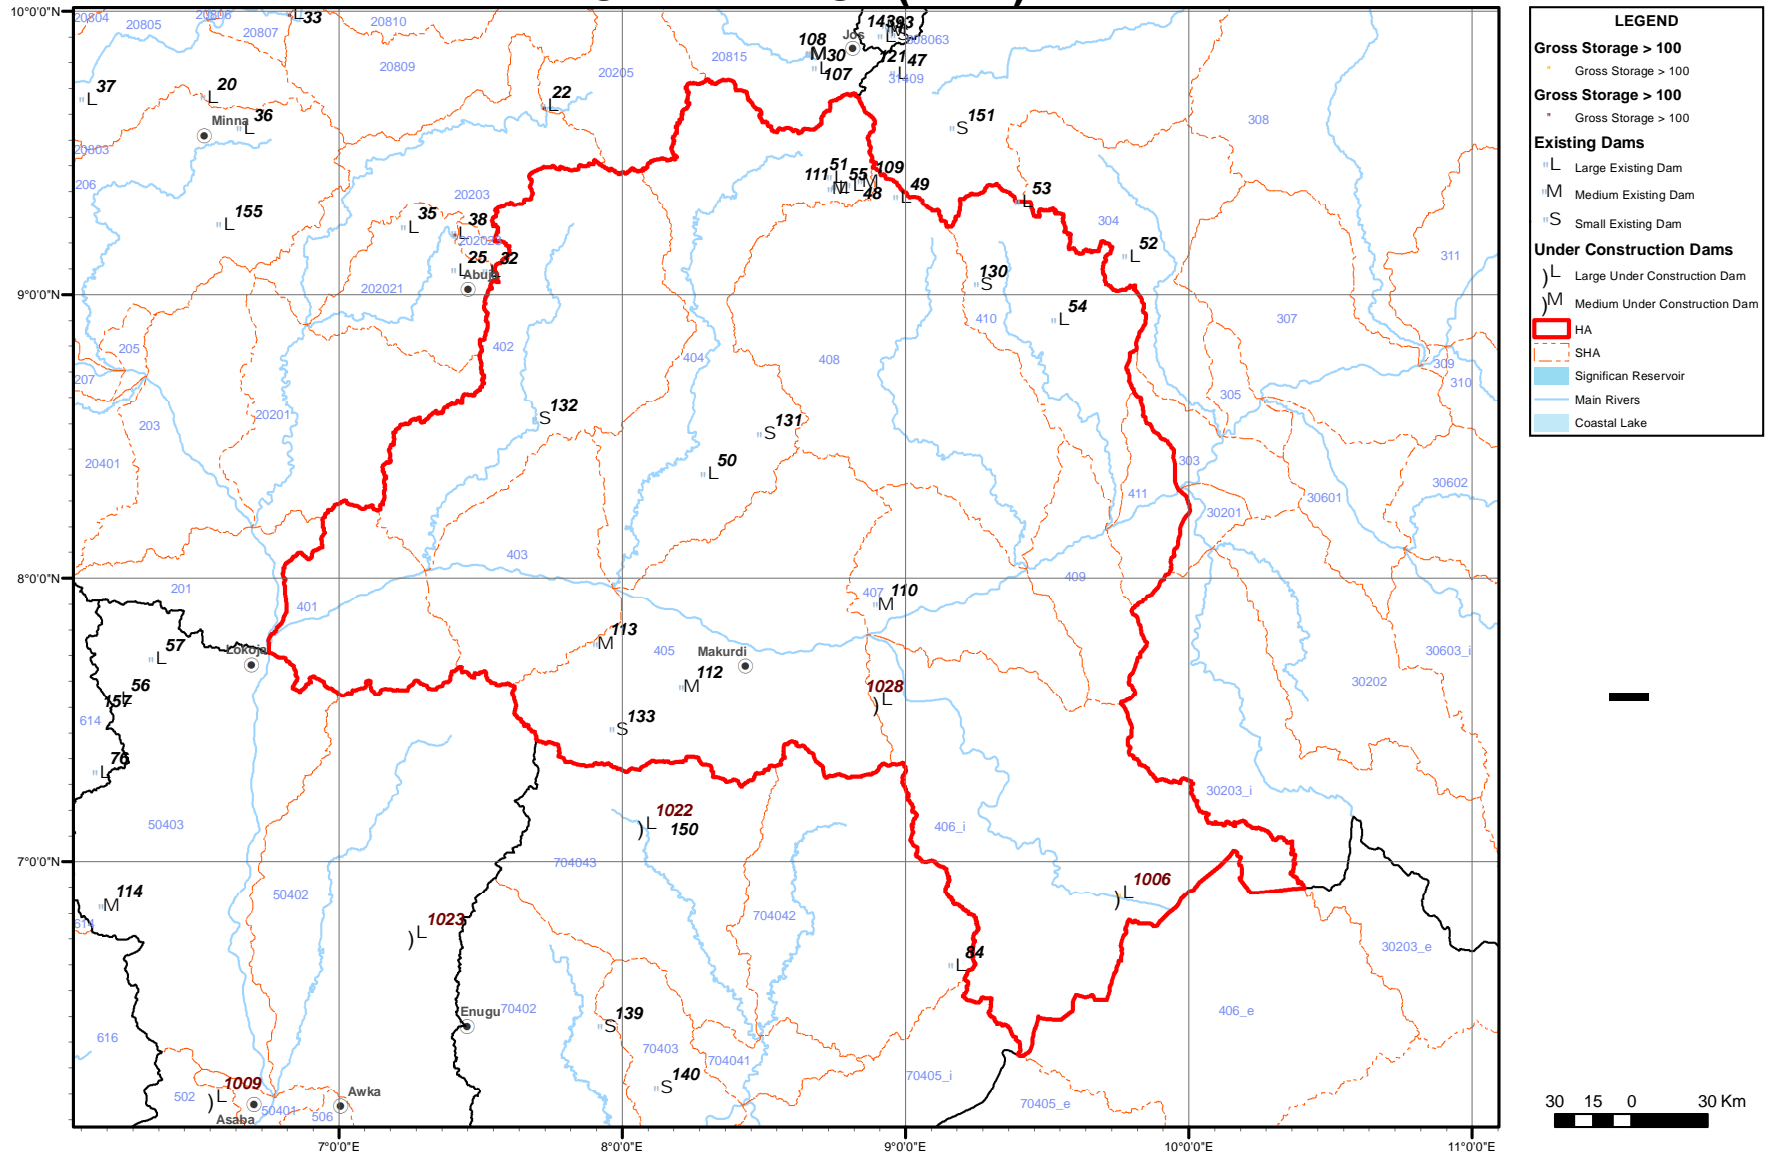 10°0'0"N
9°0'0"N
8°0'0"N
7°0'0"N
7°0'0"E
8°0'0"E
9°0'0"E
10°0'0"E
11°0'0"E
20804
20805
20806
20807
33
20810
20809
20205
20815
143
93
Jos
208063
108
30
107
121
47
31409
37
L
20
L
Minna
36
L
22
L
151
S
308
20803
206
155
L
20203
35
L
38
L
202023
25
L
32
Abuja
202021
51
L
111
M
55
L
109
M
48
49
L
53
L
304
52
L
311
130
S
54
L
410
307
402
404
408
205
207
203
20201
20401
309
310
305
132
S
131
S
50
L
303
411
30601
30602
30201
403
201
401
409
407
110
M
57
L
Lokoja
113
M
405
Makurdi
112
M
30603_i
30202
56
157
614
1028
)L
133
S
76
L
30203_i
50403
1022
)L
150
406_i
704043
1006
)L
114
M
614
50402
1023
)L
704042
84
L
30203_e
Enugu
70402
139
S
616
70403
704041
406_e
140
S
70405_i
70405_e
1009
)L
502
Asaba
50401
506
Awka
LEGEND
Gross Storage > 100
Gross Storage > 100
Gross Storage > 100
Gross Storage > 100
Existing Dams
"L Large Existing Dam
"M Medium Existing Dam
"S Small Existing Dam
Under Construction Dams
)L Large Under Construction Dam
)M Medium Under Construction Dam
HA
SHA
Significan Reservoir
Main Rivers
Coastal Lake
30 15 0 30 Km